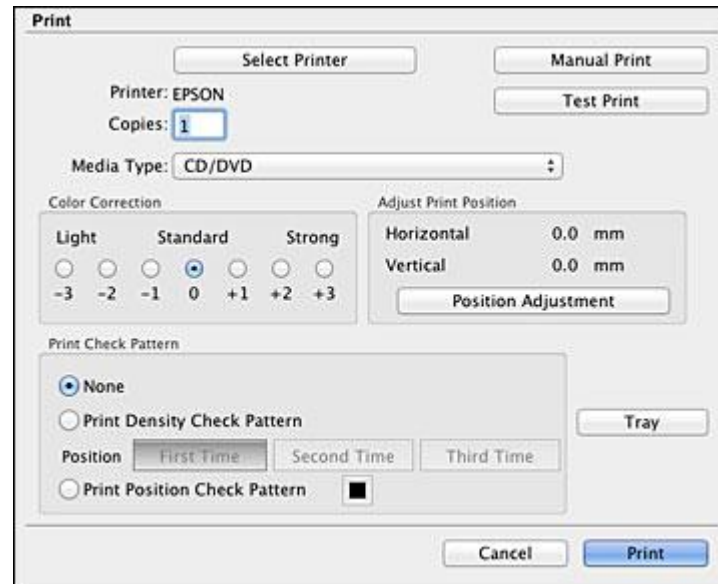 Print
Select Printer
Manual Print
Printer: EPSON
Test Print
Copies: 1
Media Type: CD/DVD
Color Correction
Adjust Print Position
Light Standard Strong
Horizontal 0.0 mm
Vertical 0.0 mm
-3 -2 -1 0 +1 +2 +3
Position Adjustment
Print Check Pattern
None
Print Density Check Pattern
Tray
Position First Time Second Time Third Time
Print Position Check Pattern
Cancel Print